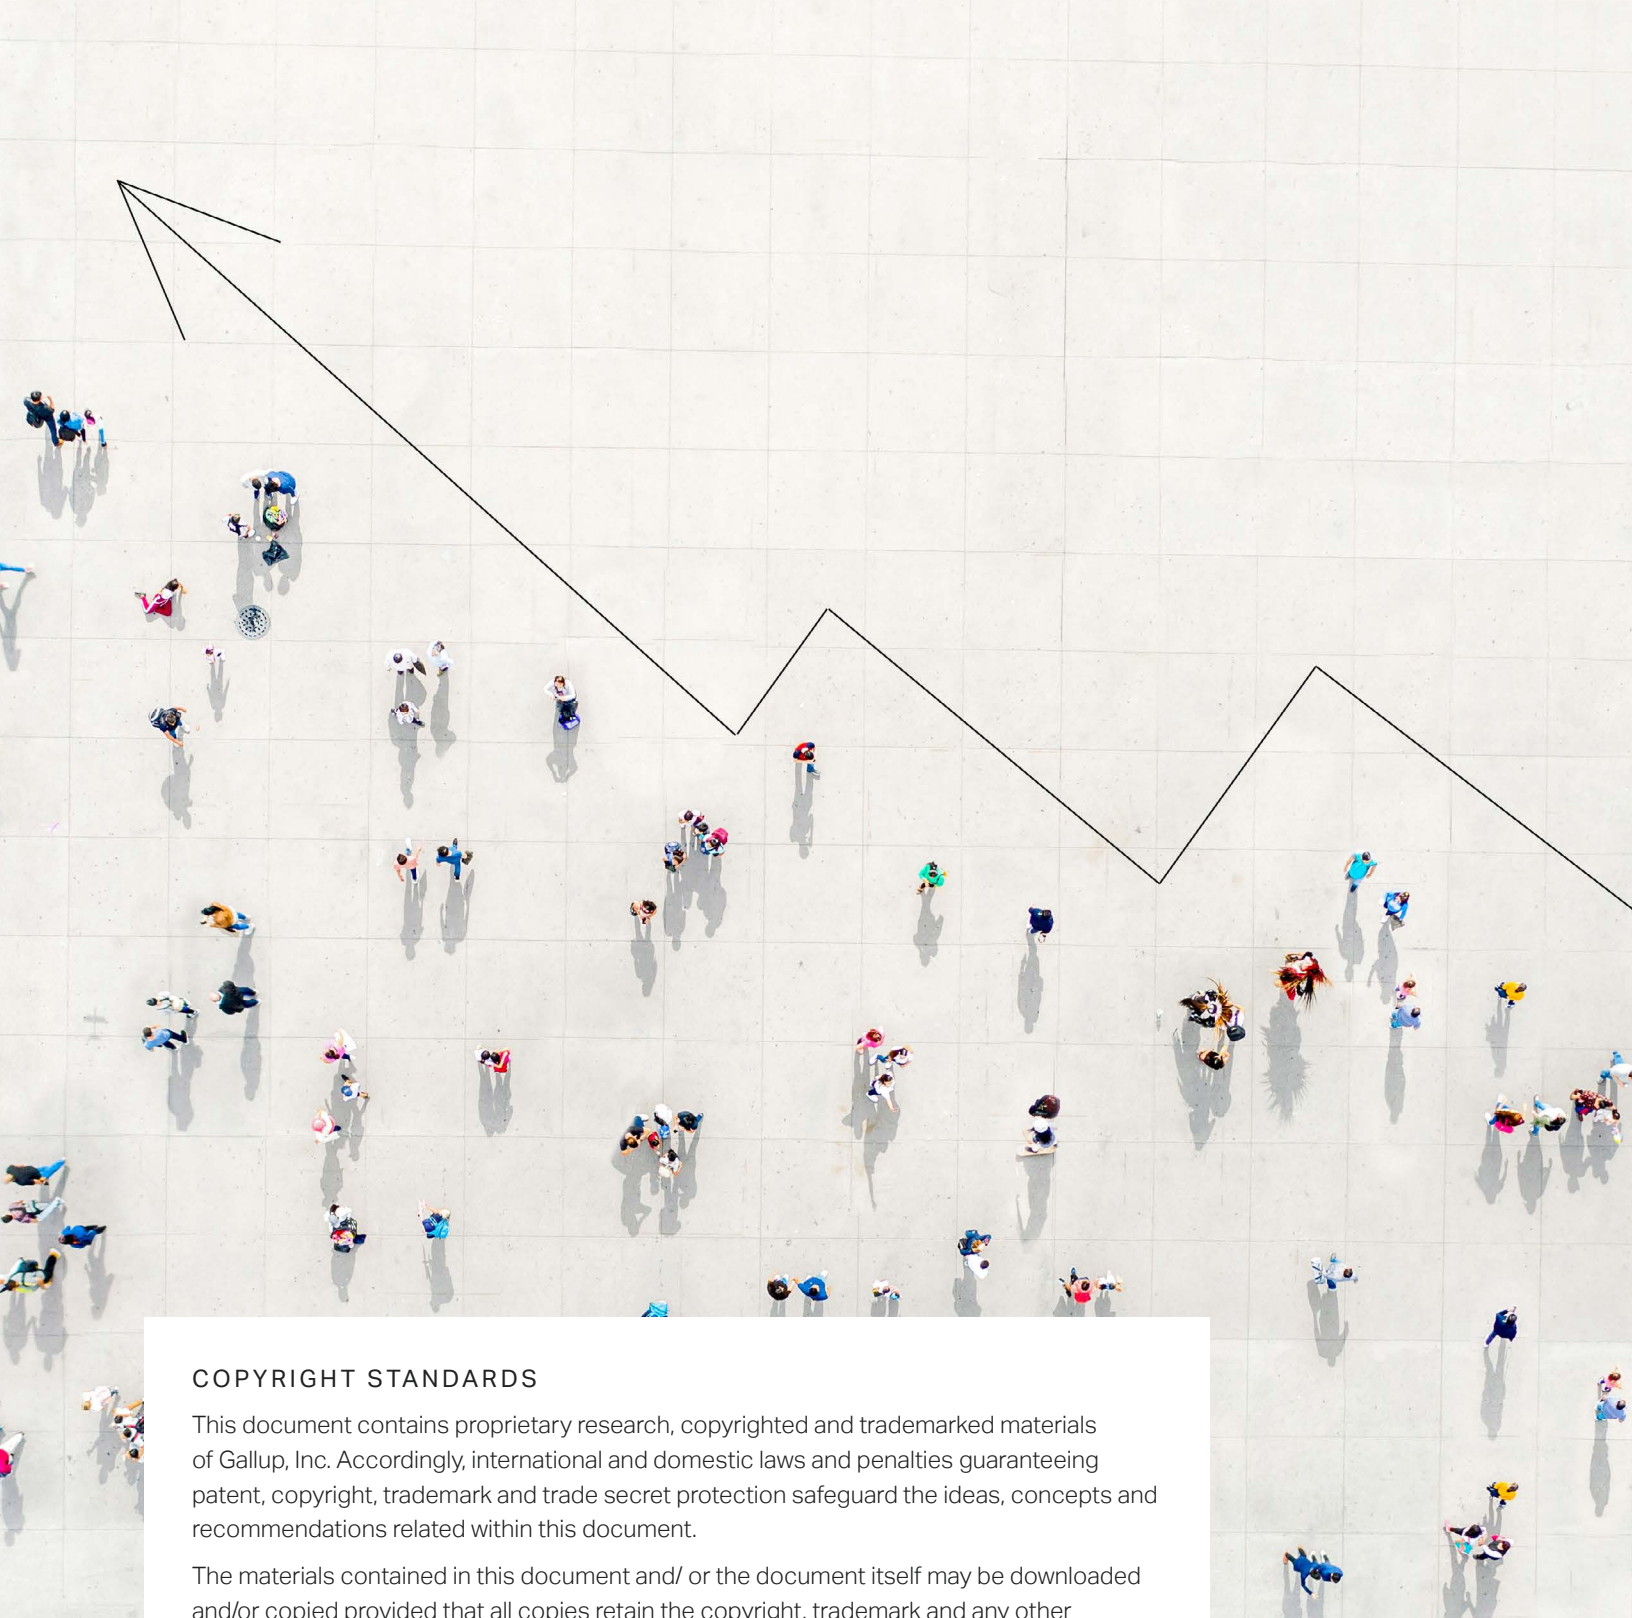 COPYRIGHT STANDARDS
This document contains proprietary research, copyrighted and trademarked materials
of Gallup, Inc. Accordingly, international and domestic laws and penalties guaranteeing
patent, copyright, trademark and trade secret protection safeguard the ideas, concepts and
recommendations related within this document.
The materials contained in this document and/ or the document itself may be downloaded
and/or copied provided that all copies retain the copyright, trademark and any other